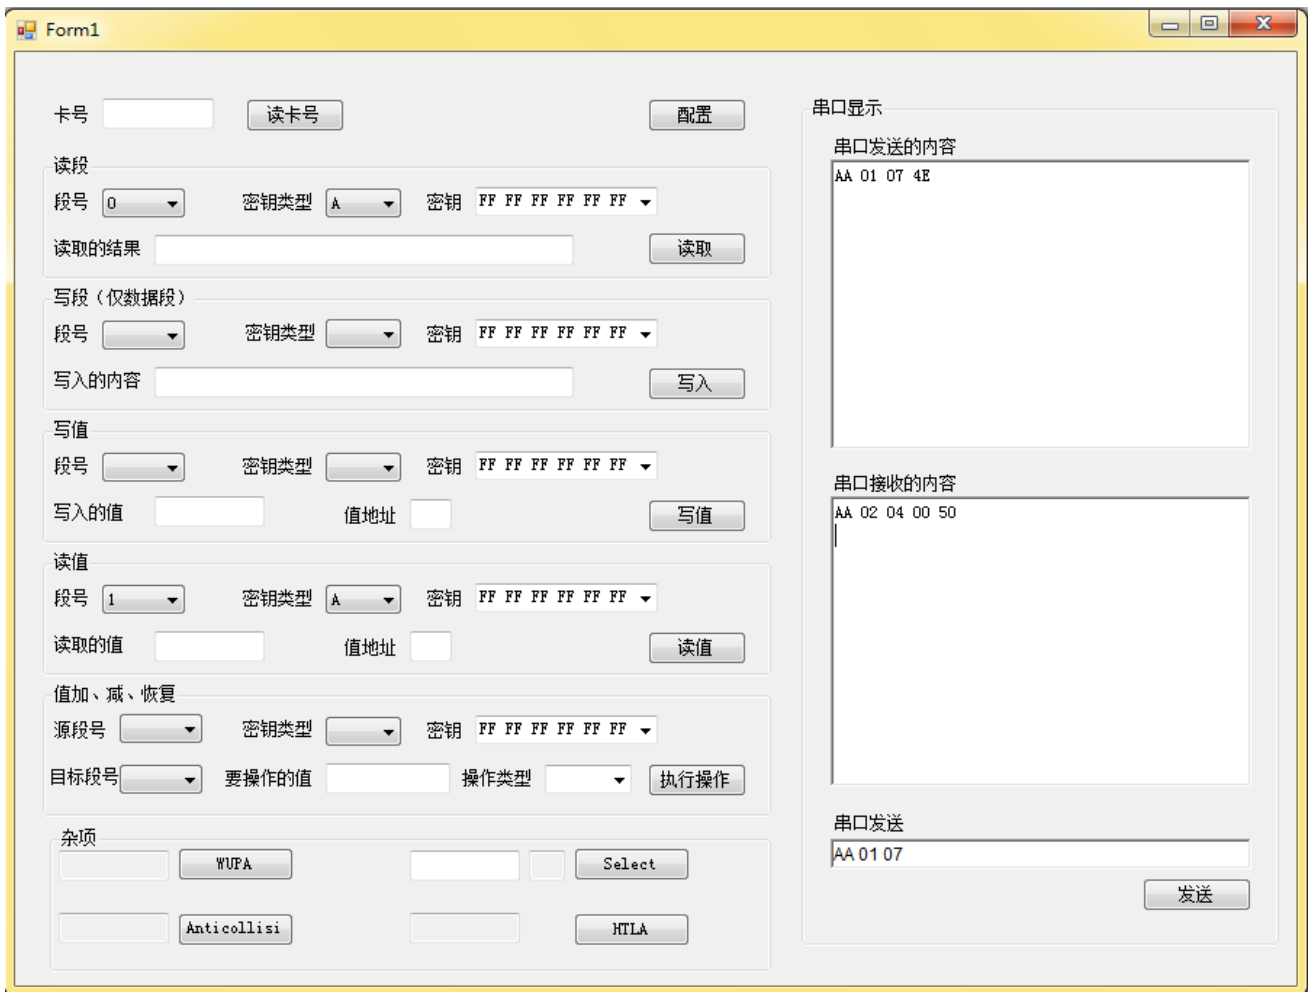 Form1
卡号 读卡号 配置
读段
段号 0 密钥类型 A 密钥 FF FF FF FF FF FF
读取的结果 读取
写段（仅数据段）
段号 密钥类型 密钥 FF FF FF FF FF FF
写入的内容 写入
写值
段号 密钥类型 密钥 FF FF FF FF FF FF
写入的值 值地址 写值
读值
段号 1 密钥类型 A 密钥 FF FF FF FF FF FF
读取的值 值地址 读值
值加、减、恢复
源段号 密钥类型 密钥 FF FF FF FF FF FF
目标段号 要操作的值 操作类型 执行操作
杂项
WUPA Select
Anticollisi HTLA
串口显示
串口发送的内容
AA 01 07 4E
串口接收的内容
AA 02 04 00 50
串口发送
AA 01 07
发送